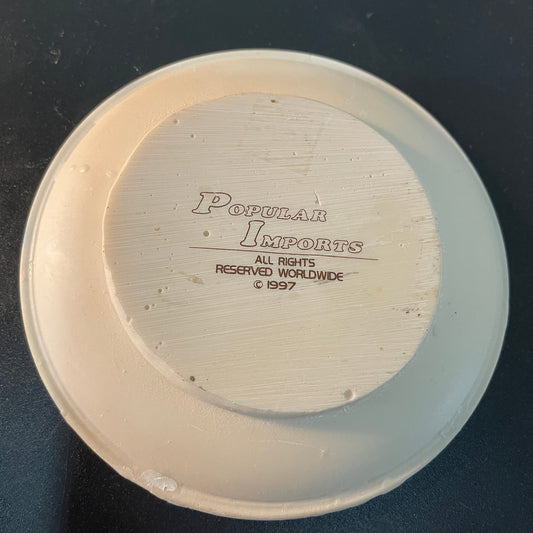 POPULAR
IMPORTS
ALL RIGHTS
RESERVED WORLDWIDE
© 1997